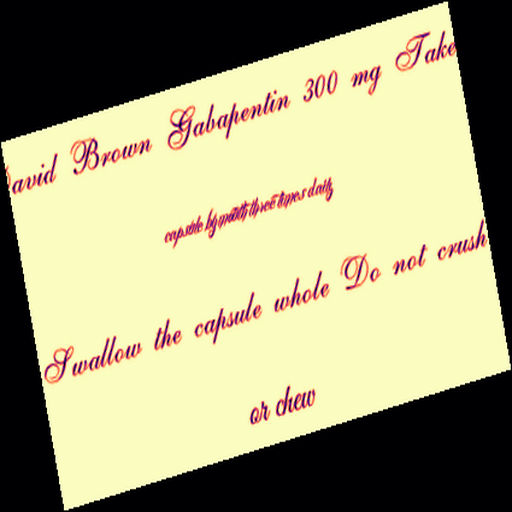 David Brown Gabapentin 300 mg Take
capsule by mouth three times daily
Swallow the capsule whole Do not crush
or chew